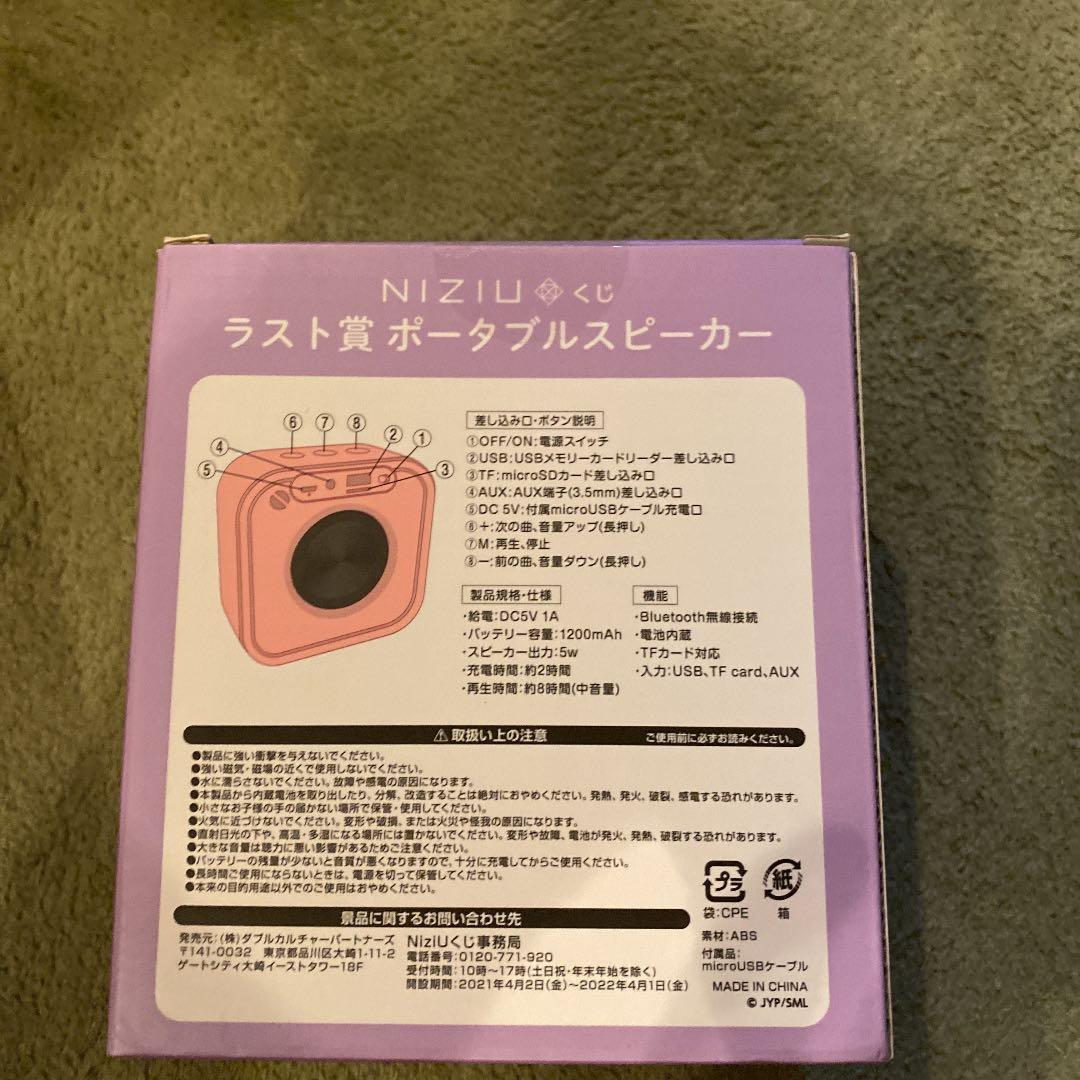 NIZIU くじ
ラスト賞 ポータブルスピーカー
⑥ ⑦ ⑧
② ①
④
⑤ ③
差し込み口・ボタン説明
①OFF/ON:電源スイッチ
②USB:USBメモリーカードリーダー差し込み口
③TF:microSDカード差し込み口
④AUX:AUX端子(3.5mm)差し込み口
⑤DC 5V:付属microUSBケーブル充電口
⑥+:次の曲、音量アップ(長押し)
⑦M:再生、停止
⑧ー:前の曲、音量ダウン(長押し)
製品規格・仕様
・給電:DC5V 1A
・バッテリー容量:1200mAh
・スピーカー出力:5w
・充電時間:約2時間
・再生時間:約8時間(中音量)
機能
・Bluetooth無線接続
・電池内蔵
・TFカード対応
・入力:USB、TF card、AUX
⚠取扱い上の注意 ご使用前に必ずお読みください。
●製品に強い衝撃を与えないでください。
●強い磁気・磁場の近くで使用しないでください。
●水に濡らさないでください。故障や感電の原因になります。
●本製品から内蔵電池を取り出したり、分解、改造することは絶対におやめください。発熱、発火、破裂、感電する恐れがあります。
●小さなお子様の手の届かない場所で保管・使用してください。
●火気に近づけないでください。変形や破損、または火災や怪我の原因になります。
●直射日光の下や、高温・多湿になる場所には置かないでください。変形や故障、電池が発火、発熱、破裂する恐れがあります。
●大きな音量は聴力に悪い影響があるためご注意ください。
●バッテリーの残量が少ないと音質が悪くなりますので、十分に充電してからご使用ください。
●長時間ご使用にならないときは、電源を切って保管してください。
●本来の目的用途以外でのご使用はおやめください。
景品に関するお問い合わせ先
発売元:(株)ダブルカルチャーパートナーズ
〒141-0032 東京都品川区大崎1-11-2
ゲートシティ大崎イーストタワー18F
NiziUくじ事務局
電話番号:0120-771-920
受付時間:10時〜17時(土日祝・年末年始を除く)
開設期間:2021年4月2日(金)〜2022年4月1日(金)
プラ
袋:CPE
紙
箱
素材:ABS
付属品:
microUSBケーブル
MADE IN CHINA
© JYP/SML